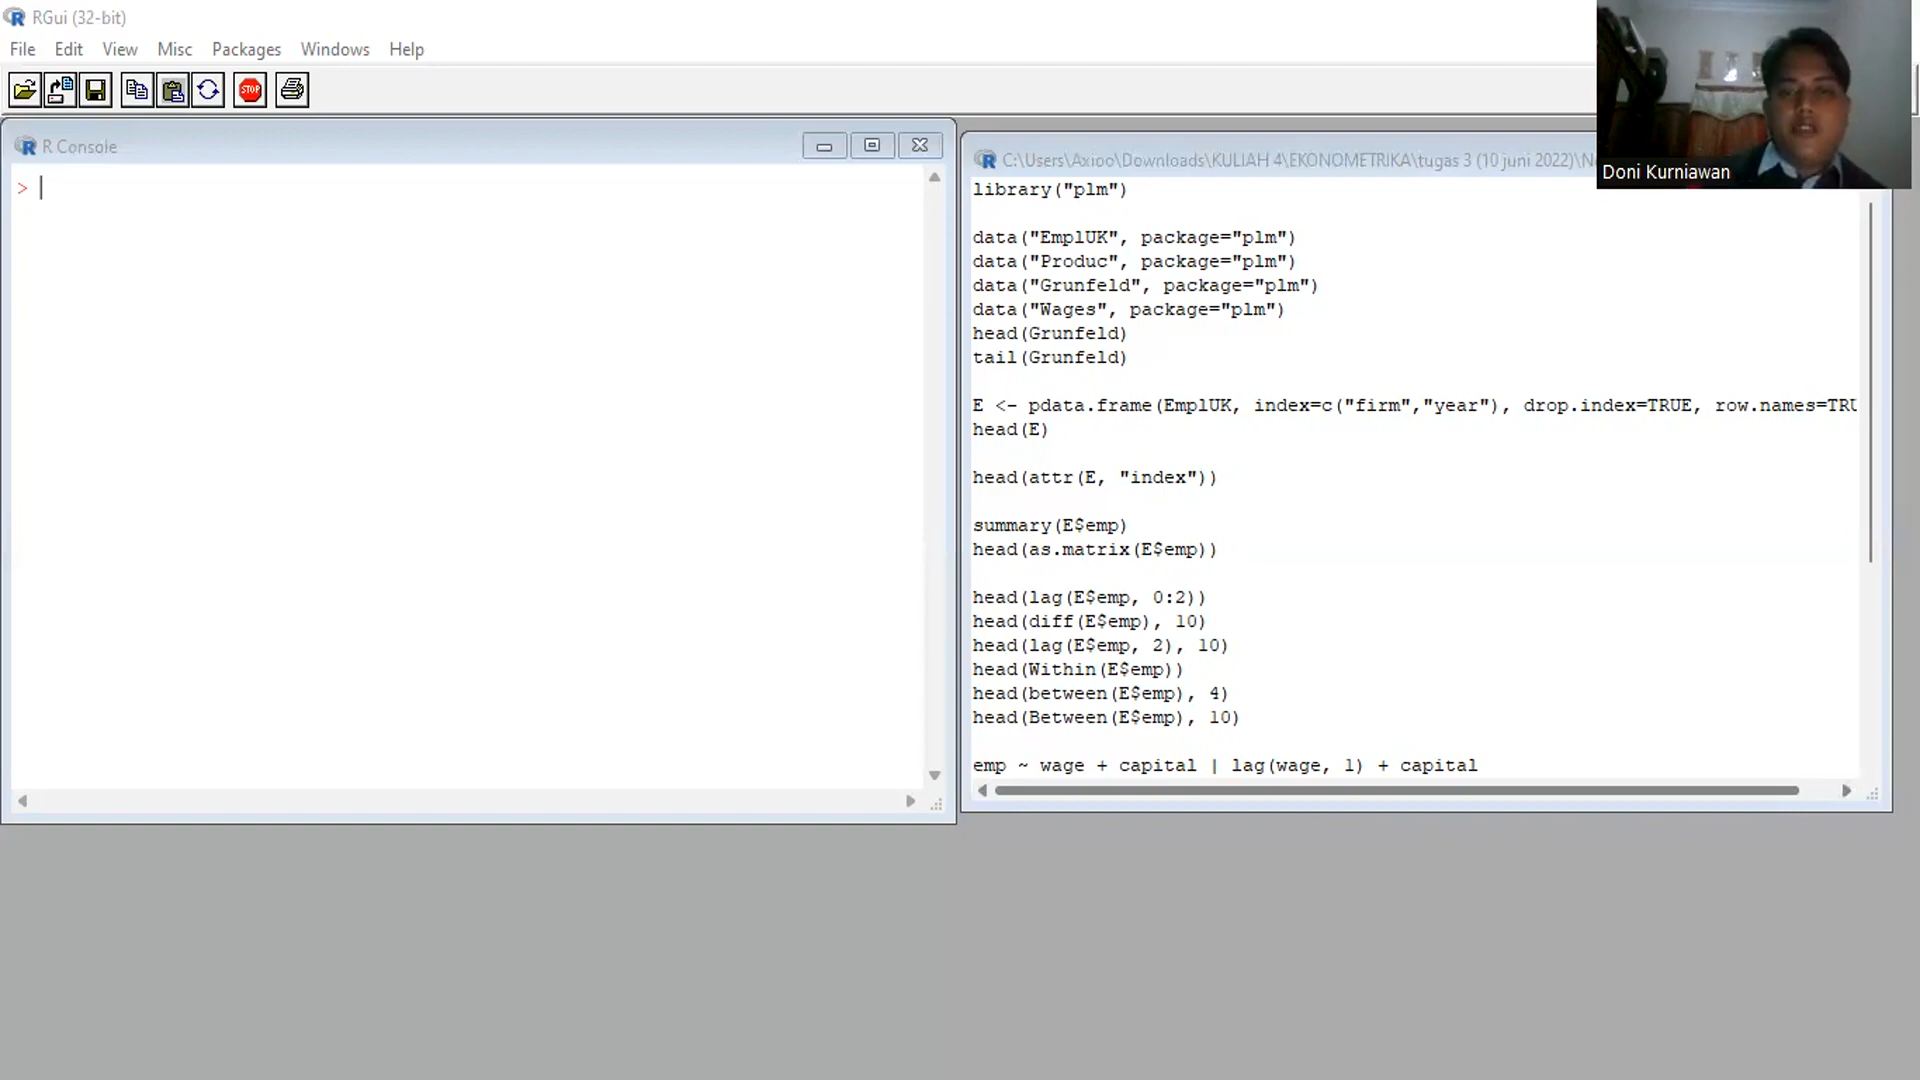 RGui (32-bit)
File Edit View Misc Packages Windows Help
STOP
R Console
>
C:\Users\Axioo\Downloads\KULIAH 4\EKONOMETRIKA\tugas 3 (10 juni 2022)\N
Doni Kurniawan
library("plm")
data("EmplUK", package="plm")
data("Produc", package="plm")
data("Grunfeld", package="plm")
data("Wages", package="plm")
head(Grunfeld)
tail(Grunfeld)
E <- pdata.frame(EmplUK, index=c("firm","year"), drop.index=TRUE, row.names=TRU
head(E)
head(attr(E, "index"))
summary(E$emp)
head(as.matrix(E$emp))
head(lag(E$emp, 0:2))
head(diff(E$emp), 10)
head(lag(E$emp, 2), 10)
head(Within(E$emp))
head(between(E$emp), 4)
head(Between(E$emp), 10)
emp ~ wage + capital | lag(wage, 1) + capital